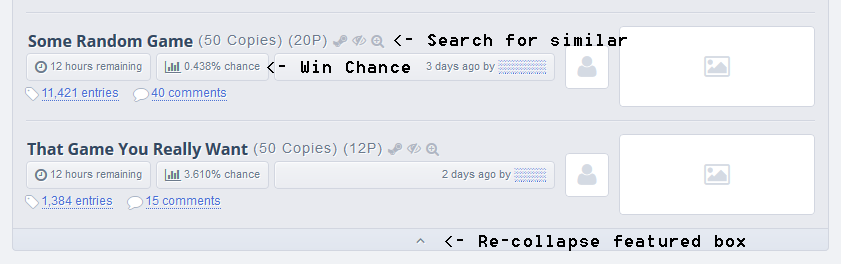 Some Random Game (50 Copies) (20P) <- Search for similar
12 hours remaining 0.438% chance <- Win Chance 3 days ago by
11,421 entries 40 comments
That Game You Really Want (50 Copies) (12P)
12 hours remaining 3.610% chance 2 days ago by
1,384 entries 15 comments
<- Re-collapse featured box